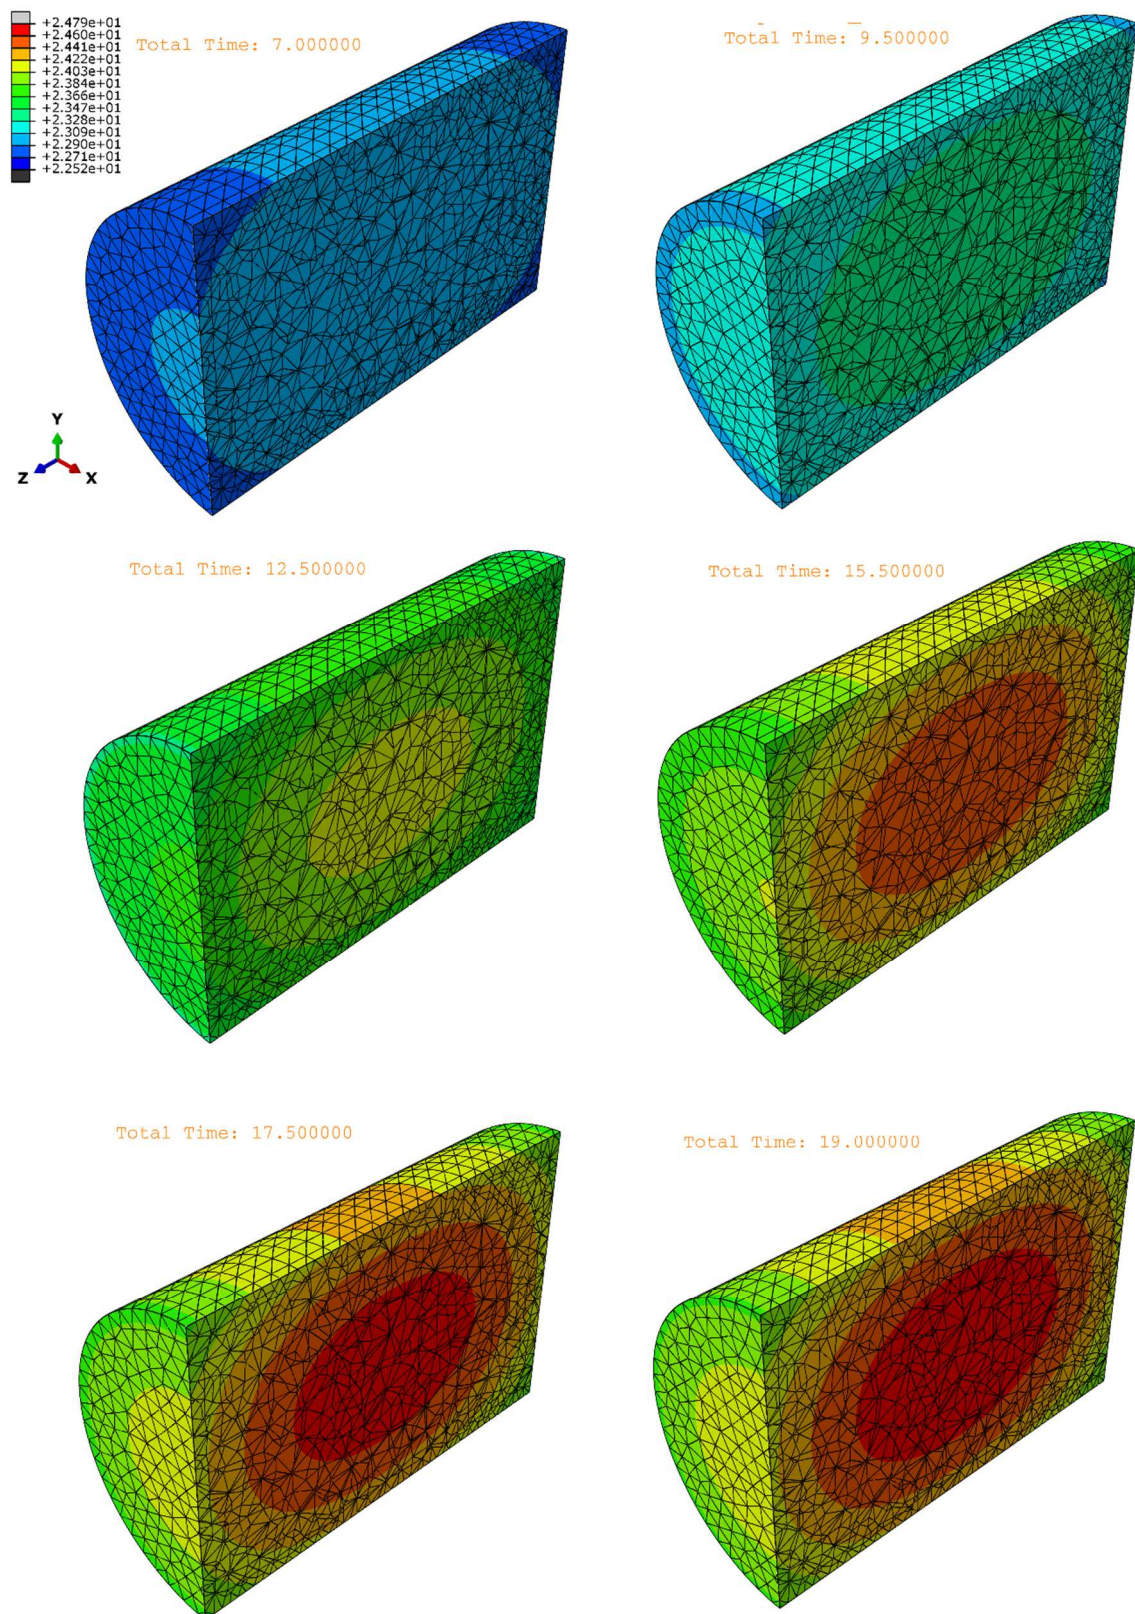 +2.479e+01
+2.460e+01
+2.441e+01
+2.422e+01
+2.403e+01
+2.384e+01
+2.366e+01
+2.347e+01
+2.328e+01
+2.309e+01
+2.290e+01
+2.271e+01
+2.252e+01
Total Time: 7.000000
Total Time: 9.500000
Y
Z
X
Total Time: 12.500000
Total Time: 15.500000
Total Time: 17.500000
Total Time: 19.000000